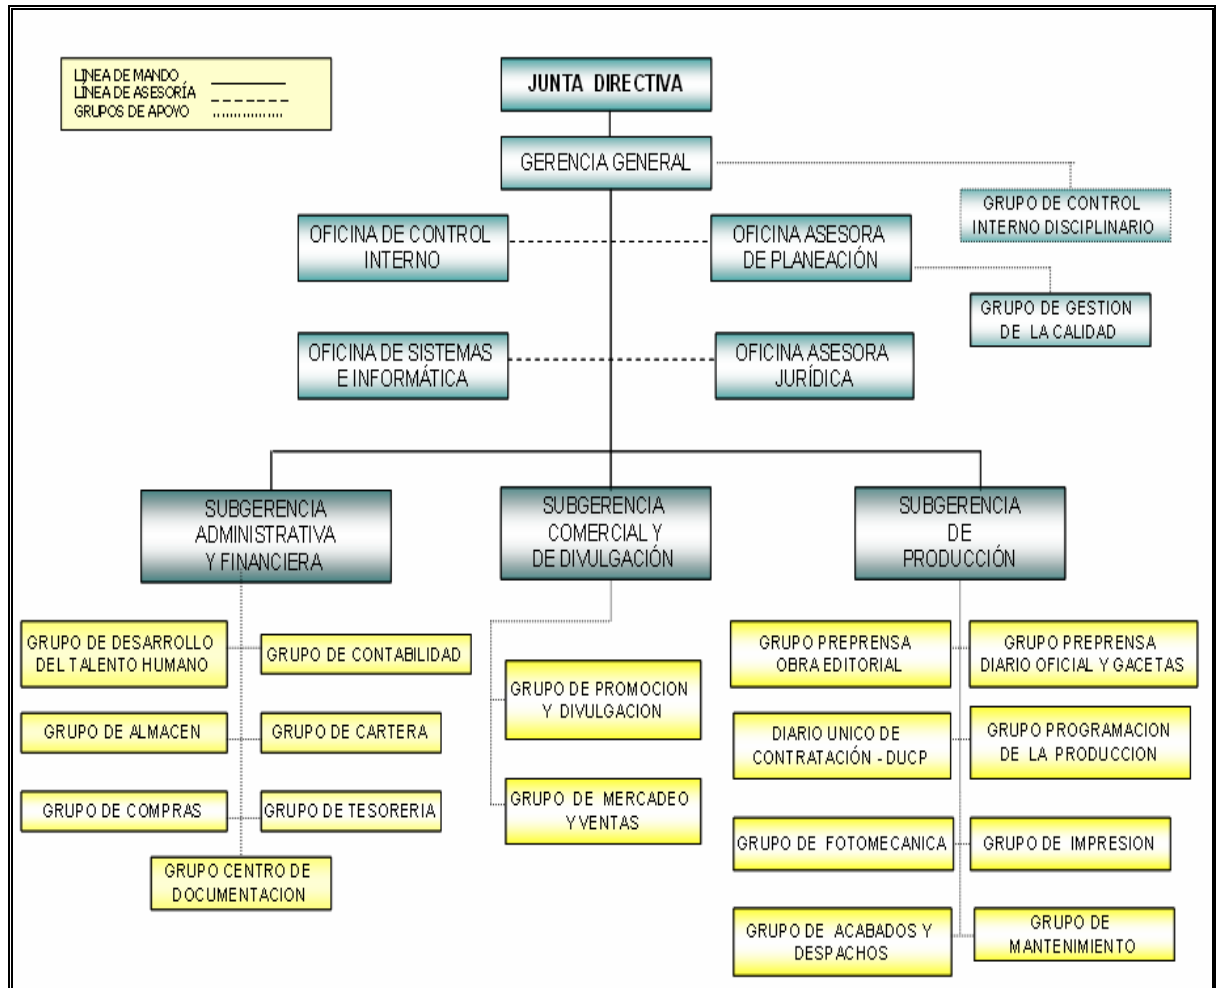 LINEA DE MANDO
LÍNEA DE ASESORÍA
GRUPOS DE APOYO
JUNTA DIRECTIVA
GERENCIA GENERAL
GRUPO DE CONTROL
INTERNO DISCIPLINARIO
OFICINA DE CONTROL
INTERNO
OFICINA ASESORA
DE PLANEACIÓN
GRUPO DE GESTION
DE LA CALIDAD
OFICINA DE SISTEMAS
E INFORMÁTICA
OFICINA ASESORA
JURÍDICA
SUBGERENCIA
ADMINISTRATIVA
Y FINANCIERA
SUBGERENCIA
COMERCIAL Y
DE DIVULGACIÓN
SUBGERENCIA
DE
PRODUCCIÓN
GRUPO DE DESARROLLO
DEL TALENTO HUMANO
GRUPO DE CONTABILIDAD
GRUPO DE ALMACEN
GRUPO DE CARTERA
GRUPO DE COMPRAS
GRUPO DE TESORERIA
GRUPO CENTRO DE
DOCUMENTACION
GRUPO DE PROMOCION
Y DIVULGACION
GRUPO DE MERCADEO
Y VENTAS
GRUPO PREPRENSA
OBRA EDITORIAL
GRUPO PREPRENSA
DIARIO OFICIAL Y GACETAS
DIARIO UNICO DE
CONTRATACIÓN - DUCP
GRUPO PROGRAMACION
DE LA PRODUCCION
GRUPO DE FOTOMECANICA
GRUPO DE IMPRESION
GRUPO DE ACABADOS Y
DESPACHOS
GRUPO DE
MANTENIMIENTO